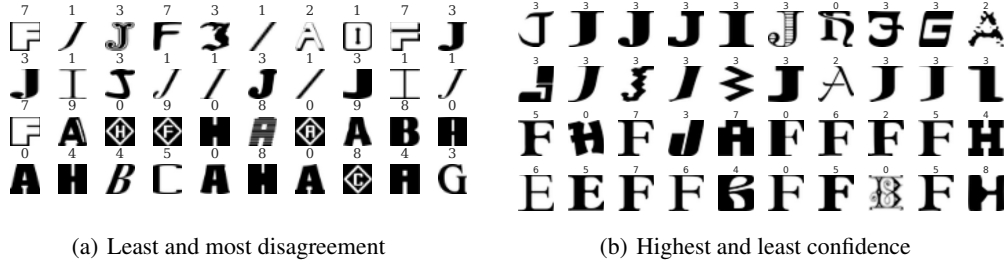 7 1 3 7 3 1 2 1 7 3
F I J F J I A I F J
3 1 3 1 1 3 1 3 1 1
J I J I I J I J I I
7 9 0 9 0 8 0 9 8 0
F A H F H A A A B H
0 4 4 5 0 8 0 8 4 3
A H B C A H A C A G
(a) Least and most disagreement
3 3 3 3 3 3 0 3 3 2
J J J J I J H J G A
3 3 3 3 3 3 2 3 3 3
J J I J A J J I
5 0 7 3 7 0 6 2 5 4
F H F J A F F F F H
6 5 7 6 4 0 5 0 5 8
E E F F B F F B F H
(b) Highest and least confidence